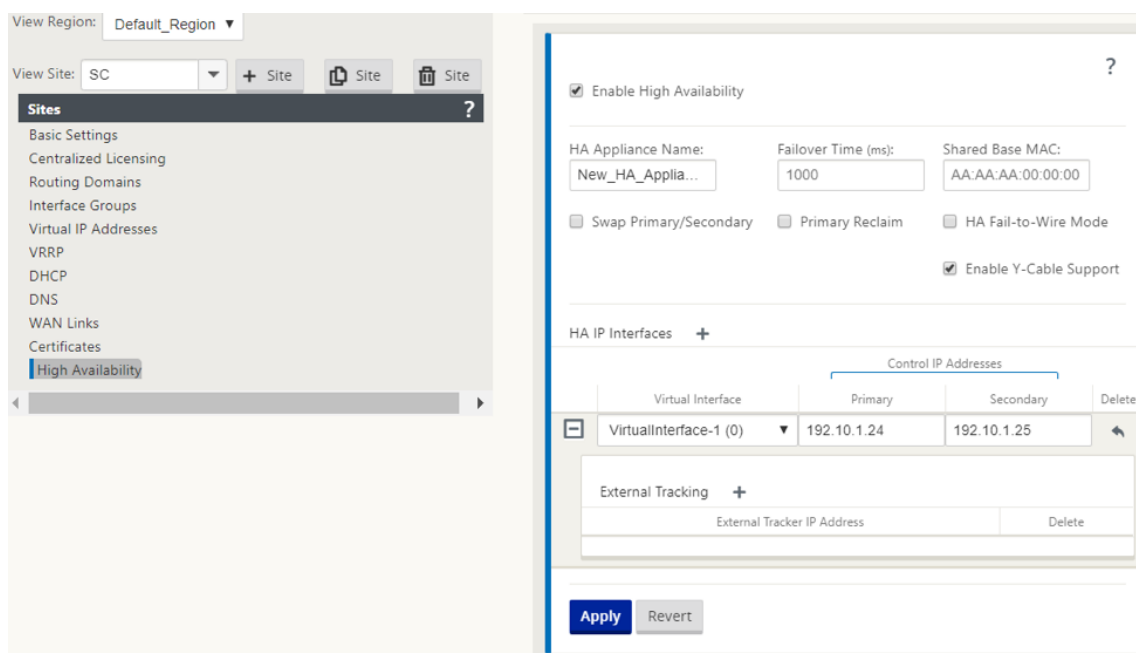 View Region: Default_Region
View Site: SC + Site Site Site
Sites ?
Basic Settings
Centralized Licensing
Routing Domains
Interface Groups
Virtual IP Addresses
VRRP
DHCP
DNS
WAN Links
Certificates
High Availability
?
Enable High Availability
HA Appliance Name: Failover Time (ms): Shared Base MAC:
New_HA_Applia... 1000 AA:AA:AA:00:00:00
Swap Primary/Secondary Primary Reclaim HA Fail-to-Wire Mode
Enable Y-Cable Support
HA IP Interfaces +
Control IP Addresses
Virtual Interface Primary Secondary Delete
VirtualInterface-1 (0) 192.10.1.24 192.10.1.25
External Tracking +
External Tracker IP Address Delete
Apply Revert